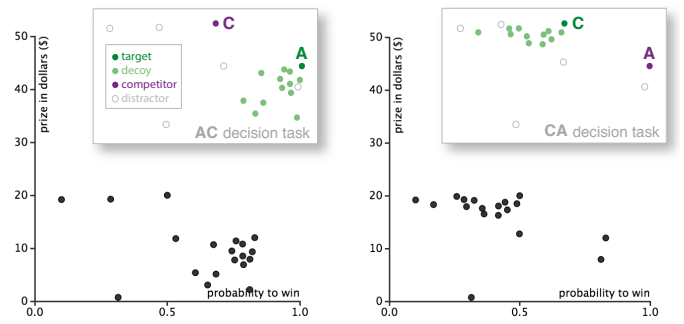 C
A
target
decoy
competitor
distractor
AC decision task
prize in dollars ($)
50
40
30
20
10
0
probability to win
0.0
0.5
1.0
C
A
CA decision task
prize in dollars ($)
50
40
30
20
10
0
probability to win
0.0
0.5
1.0